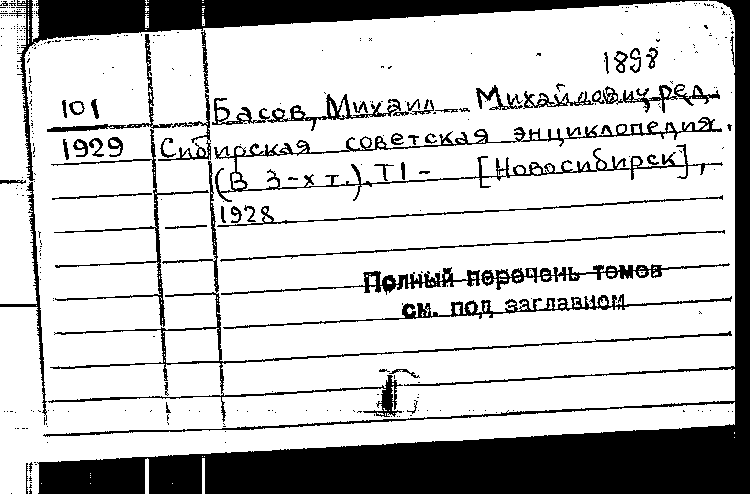 1898
101 Басов, Михаил Михайлович, ред.
1929 Сибирская советская энциклопедия.
(В 3-х т.). Т1 - [Новосибирск],
1928.
Полный перечень томов
см. под заглавием